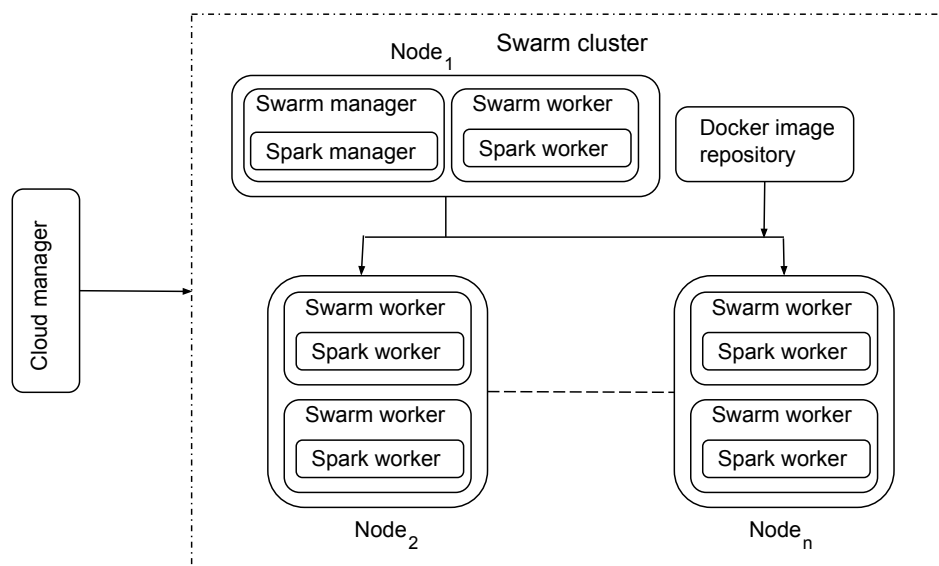 Swarm cluster
Node1
Swarm manager
Spark manager
Swarm worker
Spark worker
Docker image
repository
Cloud manager
Swarm worker
Spark worker
Swarm worker
Spark worker
Node2
Swarm worker
Spark worker
Swarm worker
Spark worker
Noden